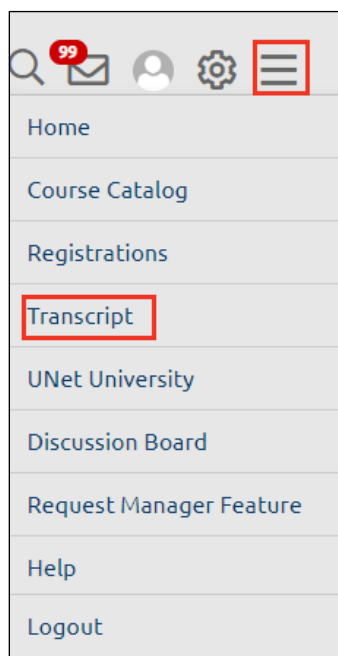 99
Home
Course Catalog
Registrations
Transcript
UNet University
Discussion Board
Request Manager Feature
Help
Logout